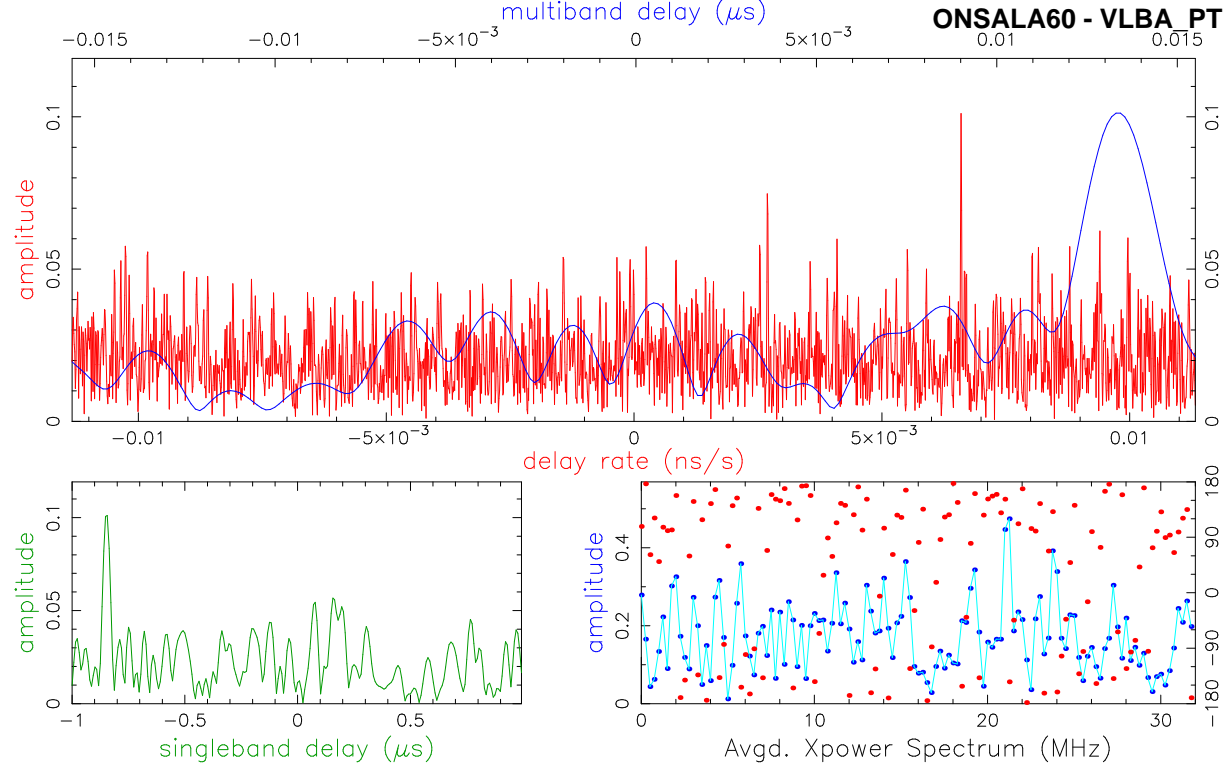 multiband delay (μs)
ONSALA60 - VLBA_PT
−0.015 −0.01 −5×10⁻³ 0 5×10⁻³ 0.01 0.015
amplitude
0 0.05 0.1
0 0.05 0.1
−0.01 −5×10⁻³ 0 5×10⁻³ 0.01
delay rate (ns/s)
amplitude
0 0.05 0.1
−1 −0.5 0 0.5
singleband delay (μs)
amplitude
0 0.2 0.4
−180 −90 0 90 180
0 10 20 30
Avgd. Xpower Spectrum (MHz)